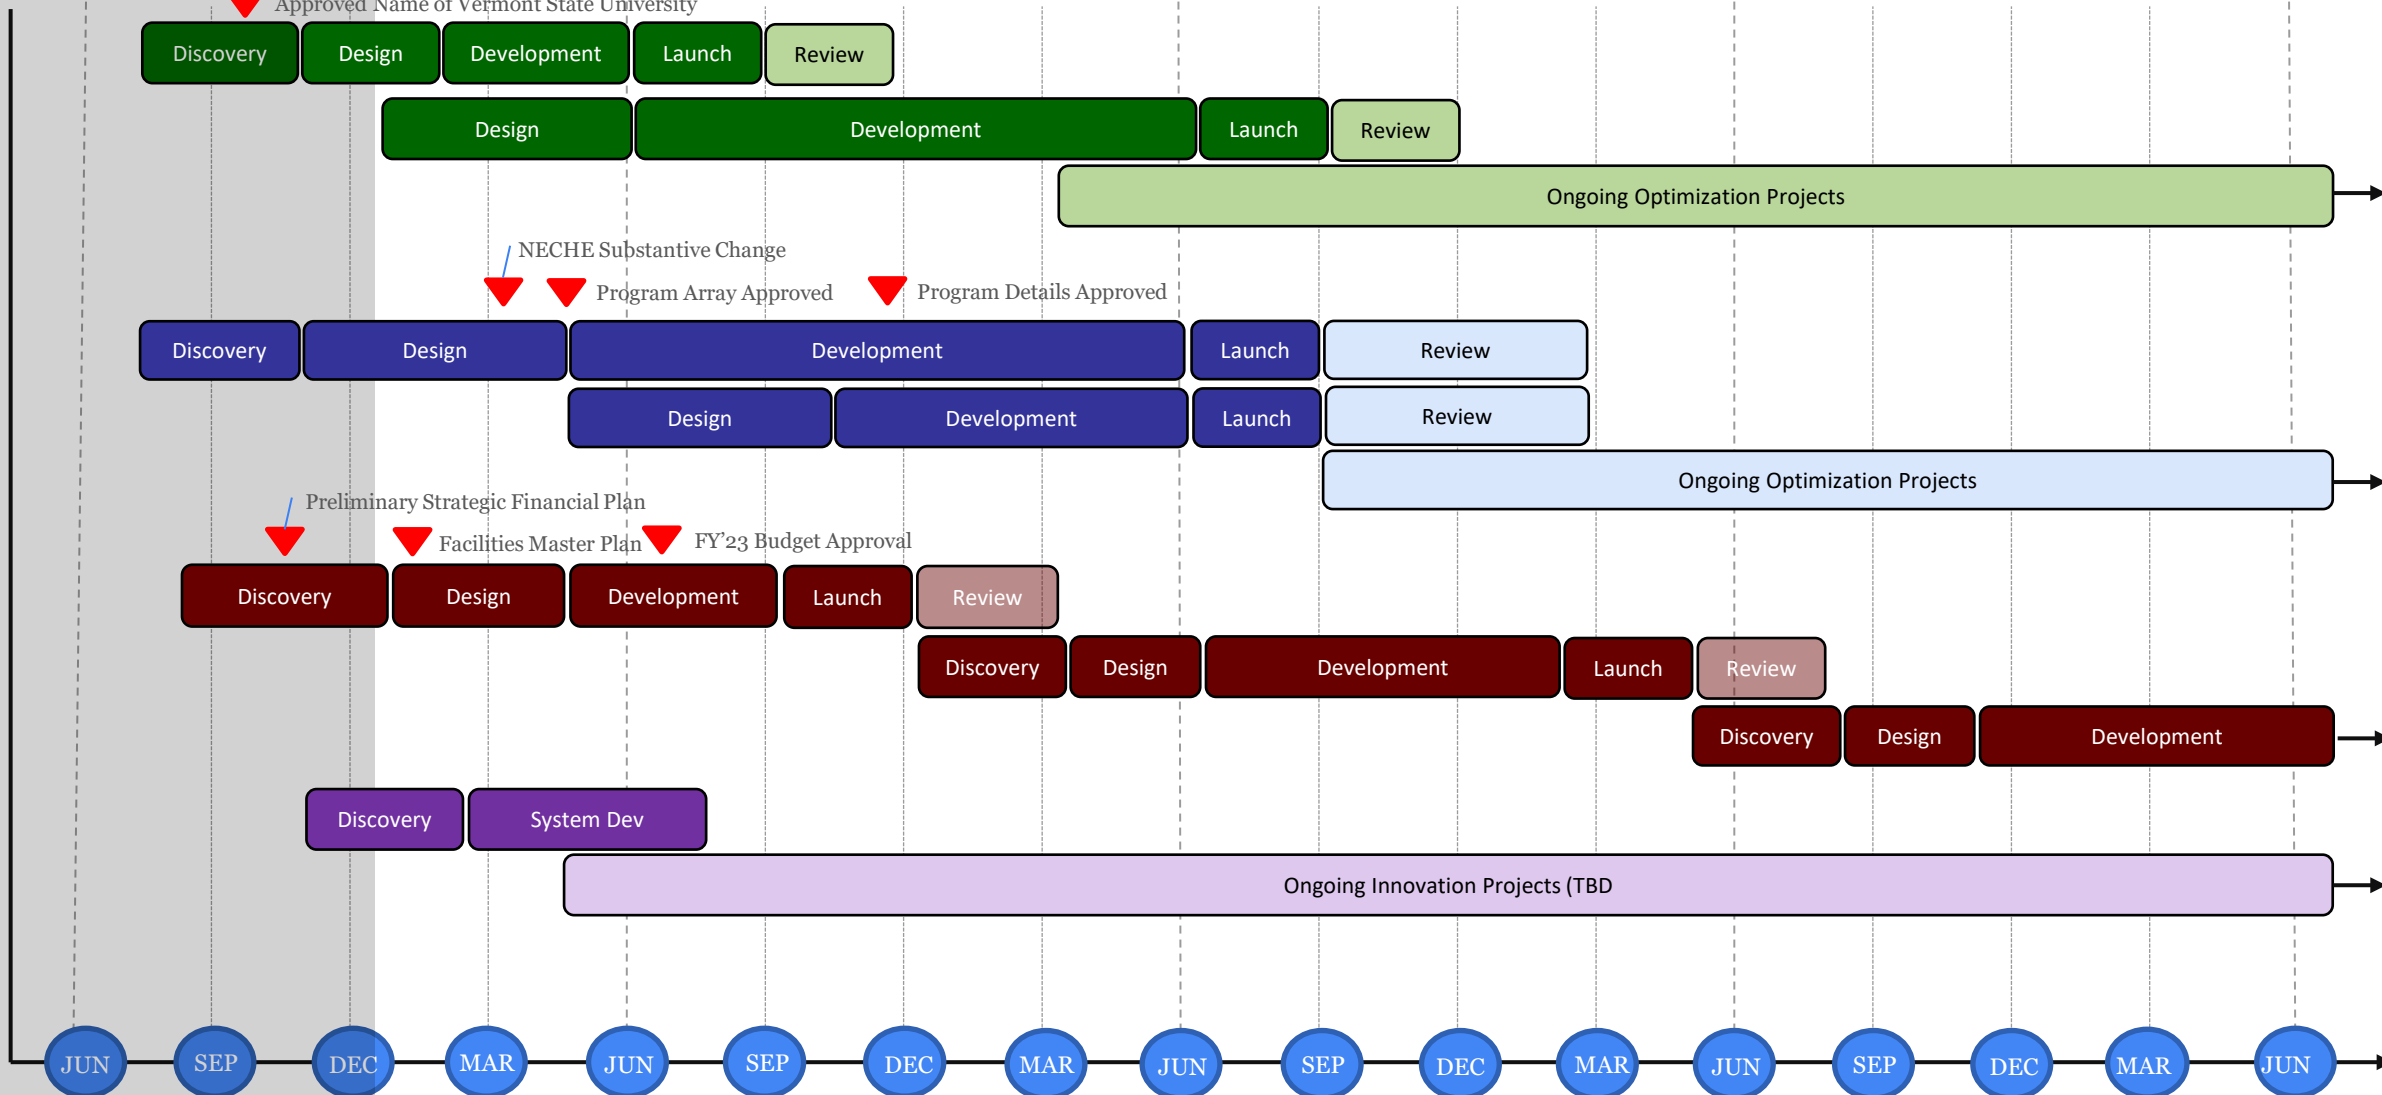 Approved Name of Vermont State University
Discovery Design Development Launch Review
Design Development Launch Review
Ongoing Optimization Projects
NECHE Substantive Change
Program Array Approved Program Details Approved
Discovery Design Development Launch Review
Design Development Launch Review
Ongoing Optimization Projects
Preliminary Strategic Financial Plan
Facilities Master Plan FY'23 Budget Approval
Discovery Design Development Launch Review
Discovery Design Development Launch Review
Discovery Design Development
Discovery System Dev
Ongoing Innovation Projects (TBD
JUN SEP DEC MAR JUN SEP DEC MAR JUN SEP DEC MAR JUN SEP DEC MAR JUN